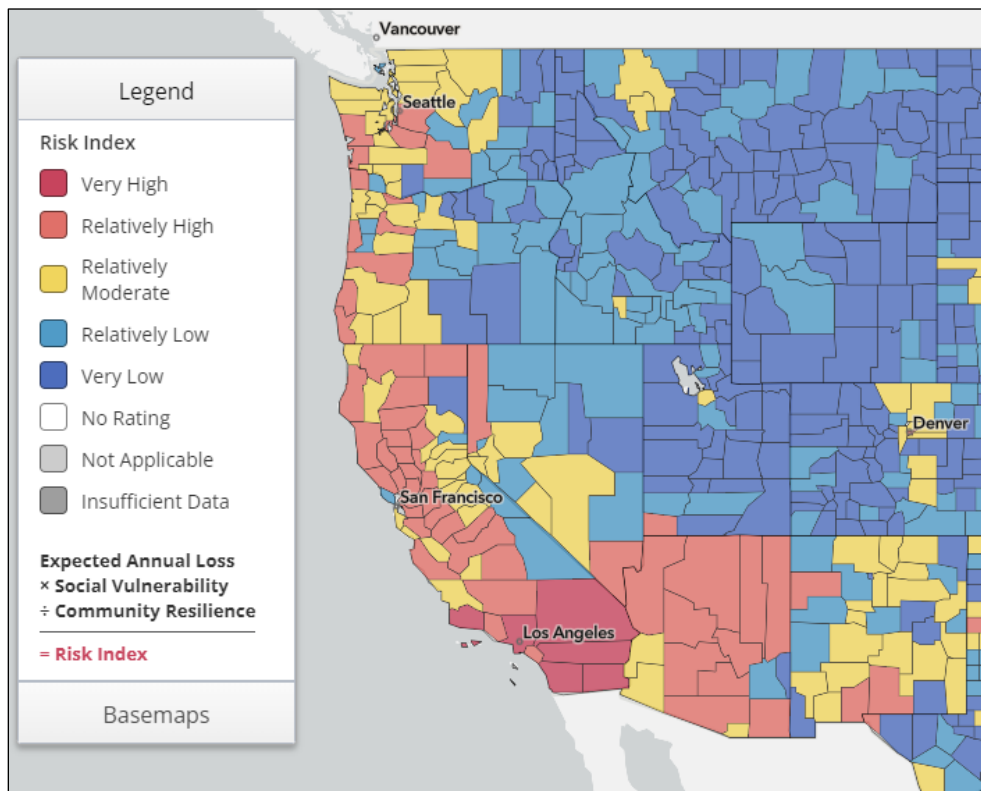 Legend
Risk Index
Very High
Relatively High
Relatively
Moderate
Relatively Low
Very Low
No Rating
Not Applicable
Insufficient Data
Expected Annual Loss
× Social Vulnerability
÷ Community Resilience
= Risk Index
Basemaps
Vancouver
Seattle
Denver
San Francisco
Los Angeles